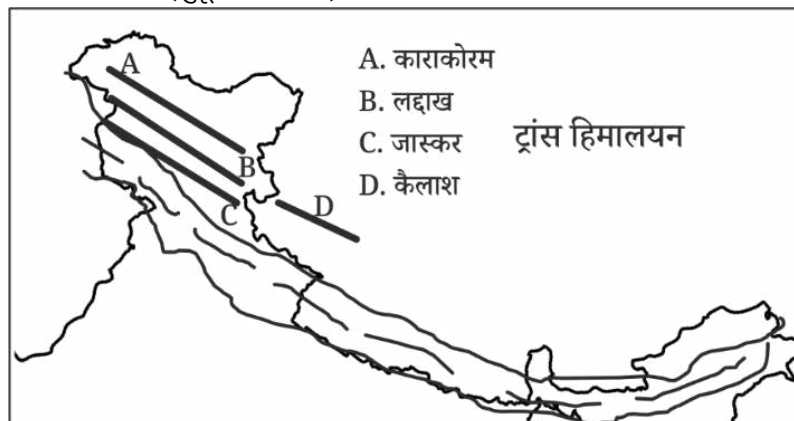 A
A. काराकोरम
B. लद्दाख
C. जास्कर
ट्रांस हिमालयन
D. कैलाश
B
C
D